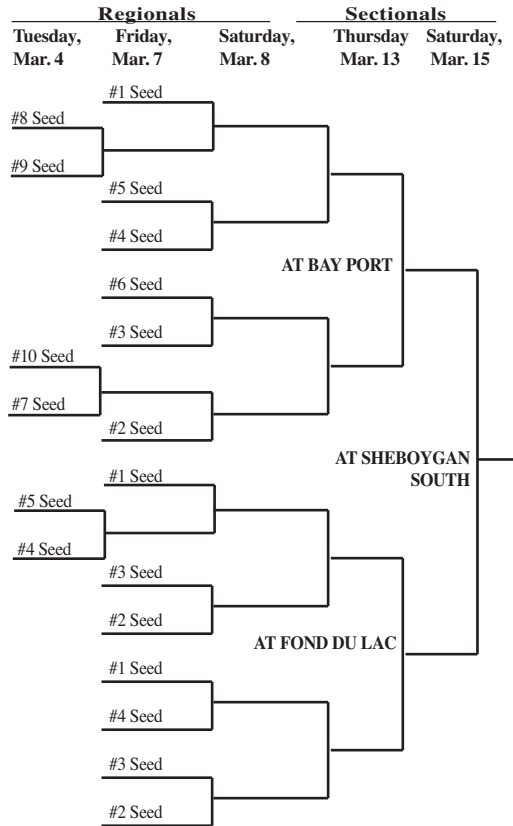 Regionals Sectionals
Tuesday, Friday, Saturday, Thursday Saturday,
Mar. 4 Mar. 7 Mar. 8 Mar. 13 Mar. 15
#1 Seed
#8 Seed
#9 Seed
#5 Seed
#4 Seed
AT BAY PORT
#6 Seed
#3 Seed
#10 Seed
#7 Seed
#2 Seed
AT SHEBOYGAN
SOUTH
#1 Seed
#5 Seed
#4 Seed
#3 Seed
#2 Seed
AT FOND DU LAC
#1 Seed
#4 Seed
#3 Seed
#2 Seed